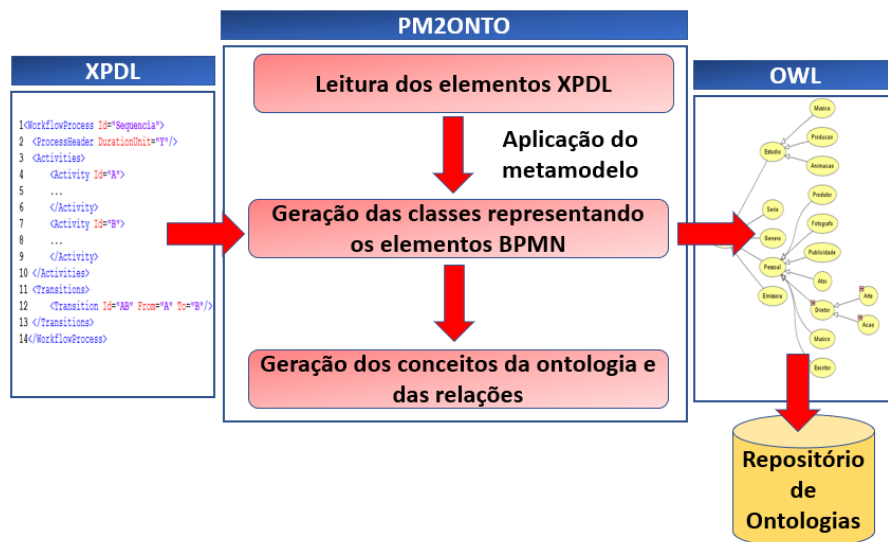 PM2ONTO
XPDL
OWL
1<WorkflowProcess Id="Sequencia">
2 <ProcessHeader DurationUnit="Y"/>
3 <Activities>
4 <Activity Id="A">
5 ...
6 </Activity>
7 <Activity Id="B">
8 ...
9 </Activity>
10 </Activities>
11 <Transitions>
12 <Transition Id="AB" From="A" To="B"/>
13 </Transitions>
14</WorkflowProcess>
Leitura dos elementos XPDL
Aplicação do
metamodelo
Geração das classes representando
os elementos BPMN
Geração dos conceitos da ontologia e
das relações
Musico
Producao
Estudio
Animacao
Produtor
Serie
Fotografo
Genero
Publicidade
Pessoal
Ator
Emissora
Diretor
Arte
Acao
Musico
Escritor
Repositório
de
Ontologias